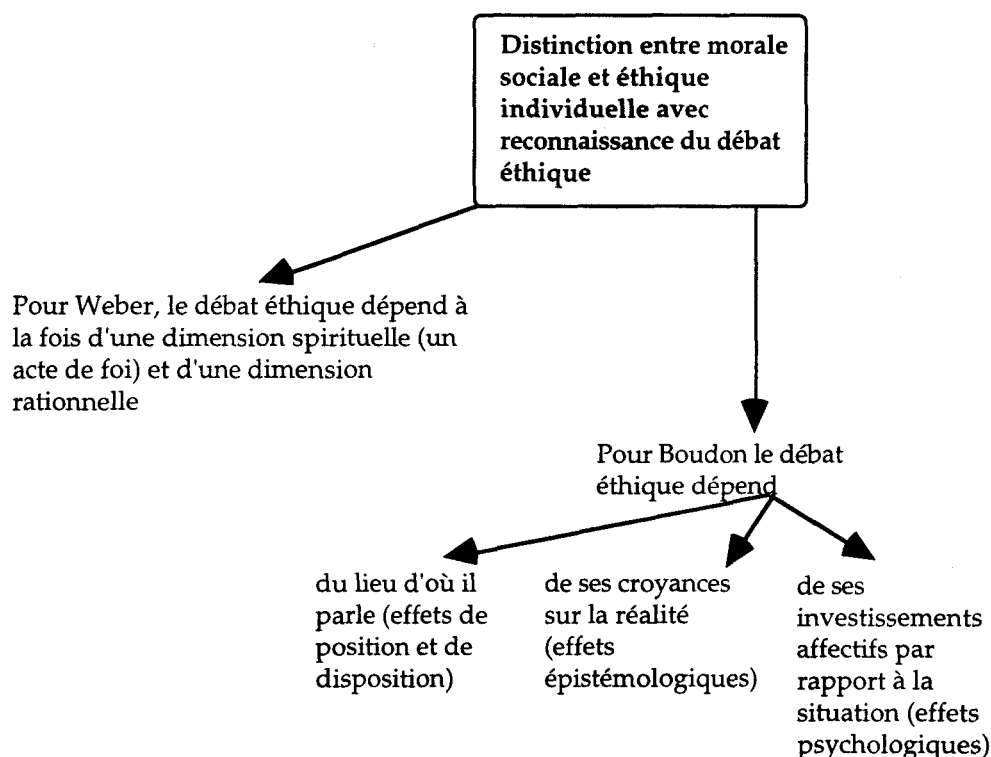 Distinction entre morale
sociale et éthique
individuelle avec
reconnaissance du débat
éthique
Pour Weber, le débat éthique dépend à
la fois d'une dimension spirituelle (un
acte de foi) et d'une dimension
rationnelle
Pour Boudon le débat
éthique dépend
du lieu d'où il
parle (effets de
position et de
disposition)
de ses croyances
sur la réalité
(effets
épistémologiques)
de ses
investissements
affectifs par
rapport à la
situation (effets
psychologiques)